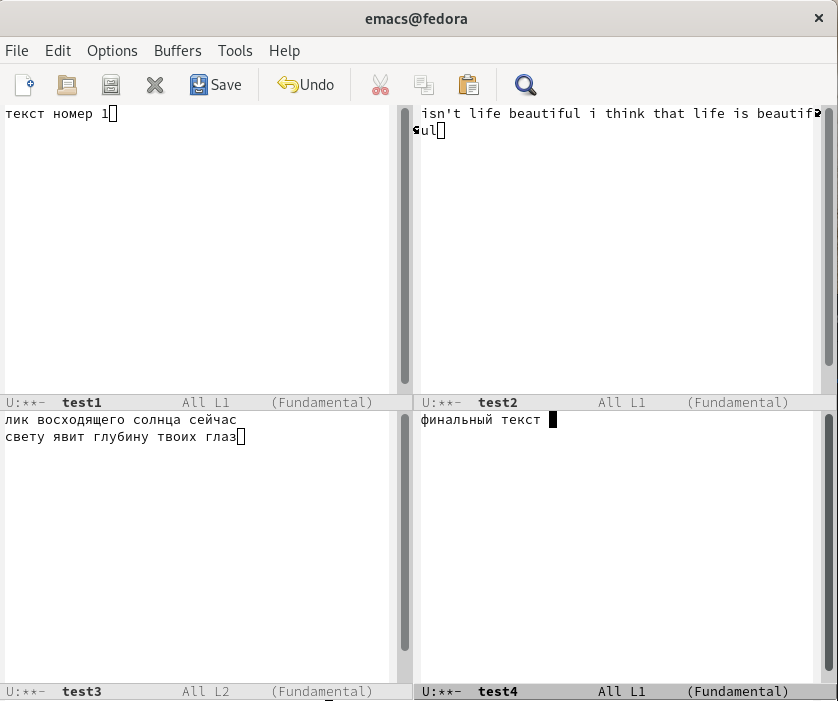 emacs@fedora ×
File Edit Options Buffers Tools Help
Save Undo
текст номер 1
isn't life beautiful i think that life is beautif
ul
U:**- test1 All L1 (Fundamental)
U:**- test2 All L1 (Fundamental)
лик восходящего солнца сейчас
свету явит глубину твоих глаз
финальный текст
U:**- test3 All L2 (Fundamental)
U:**- test4 All L1 (Fundamental)